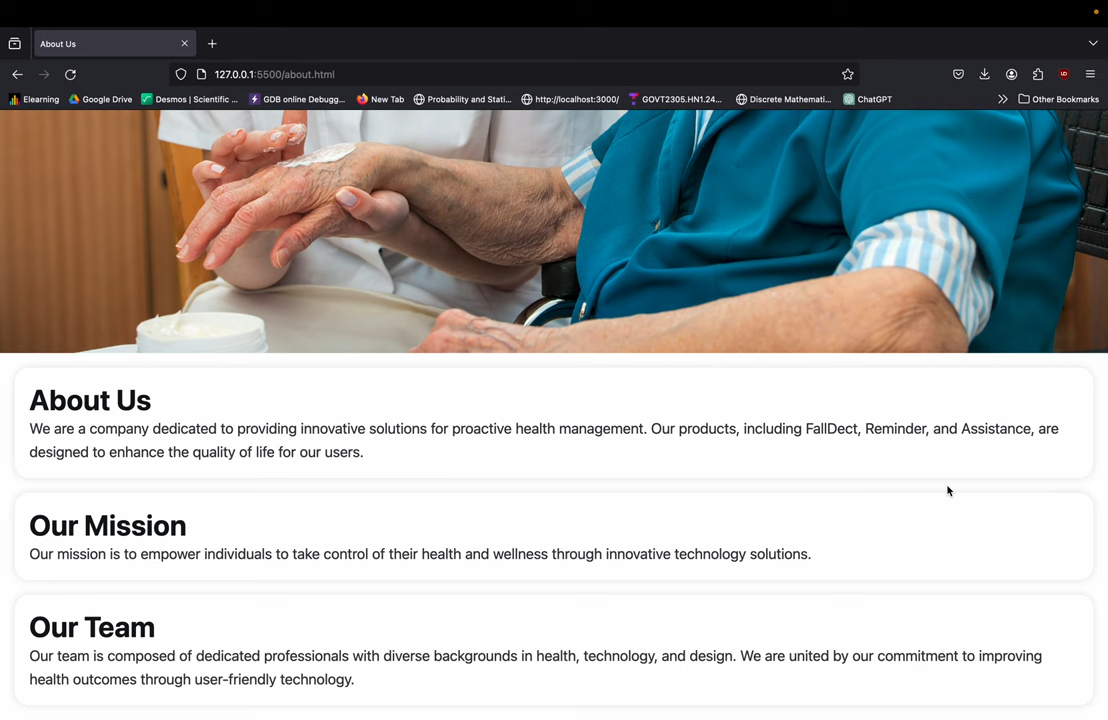 About Us
127.0.0.1:5500/about.html
Elearning
Google Drive
Desmos | Scientific ...
GDB online Debugg...
New Tab
Probability and Stati...
http://localhost:3000/
GOVT2305.HN1.24...
Discrete Mathemati...
ChatGPT
Other Bookmarks
About Us
We are a company dedicated to providing innovative solutions for proactive health management. Our products, including FallDect, Reminder, and Assistance, are
designed to enhance the quality of life for our users.
Our Mission
Our mission is to empower individuals to take control of their health and wellness through innovative technology solutions.
Our Team
Our team is composed of dedicated professionals with diverse backgrounds in health, technology, and design. We are united by our commitment to improving
health outcomes through user-friendly technology.